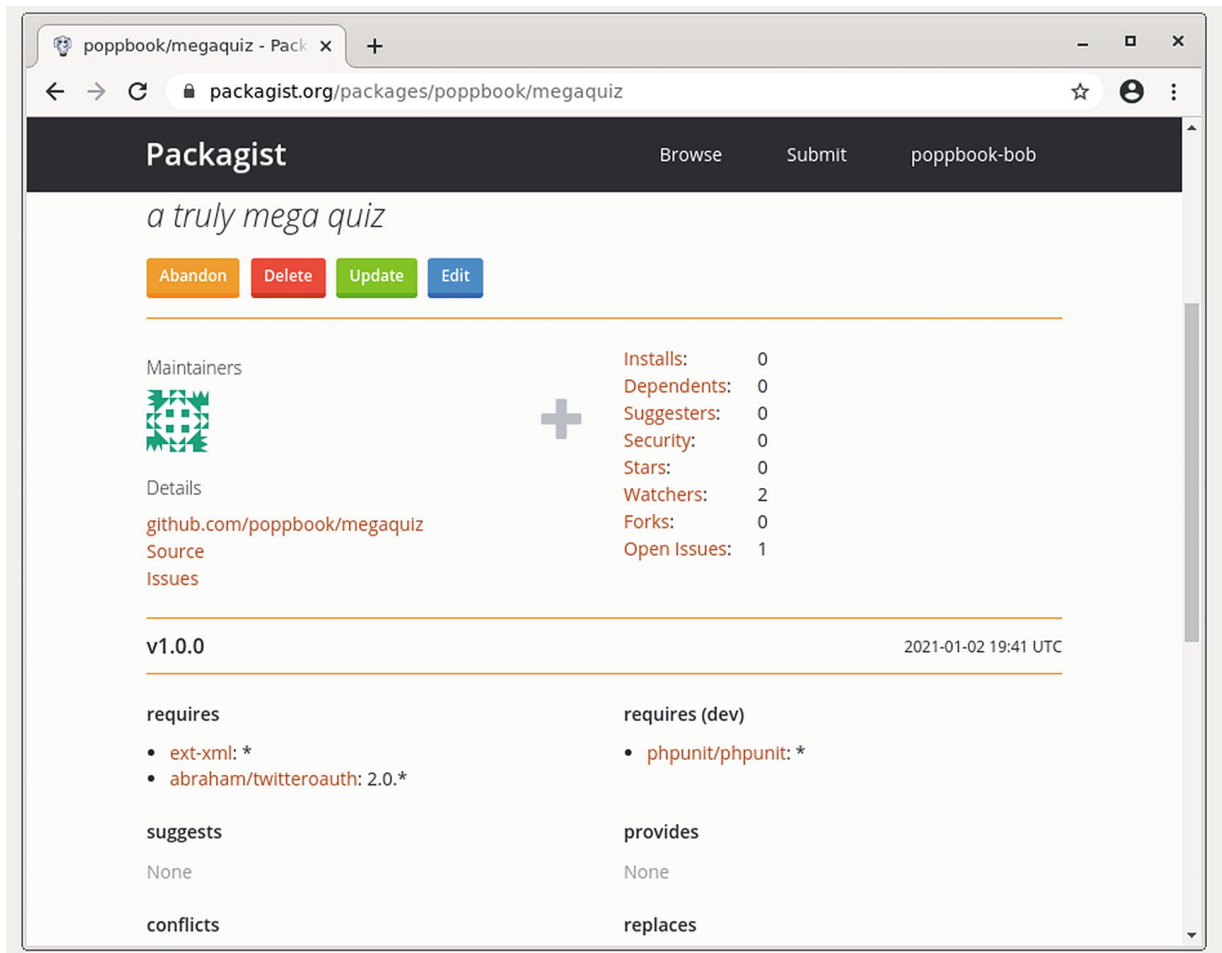 poppbook/megaquiz - Pack
packagist.org/packages/poppbook/megaquiz
Packagist
Browse
Submit
poppbook-bob
a truly mega quiz
Abandon
Delete
Update
Edit
Maintainers
Details
github.com/poppbook/megaquiz
Source
Issues
Installs: 0
Dependents: 0
Suggesters: 0
Security: 0
Stars: 0
Watchers: 2
Forks: 0
Open Issues: 1
v1.0.0
2021-01-02 19:41 UTC
requires
ext-xml: *
abraham/twitteroauth: 2.0.*
requires (dev)
phpunit/phpunit: *
suggests
None
provides
None
conflicts
replaces